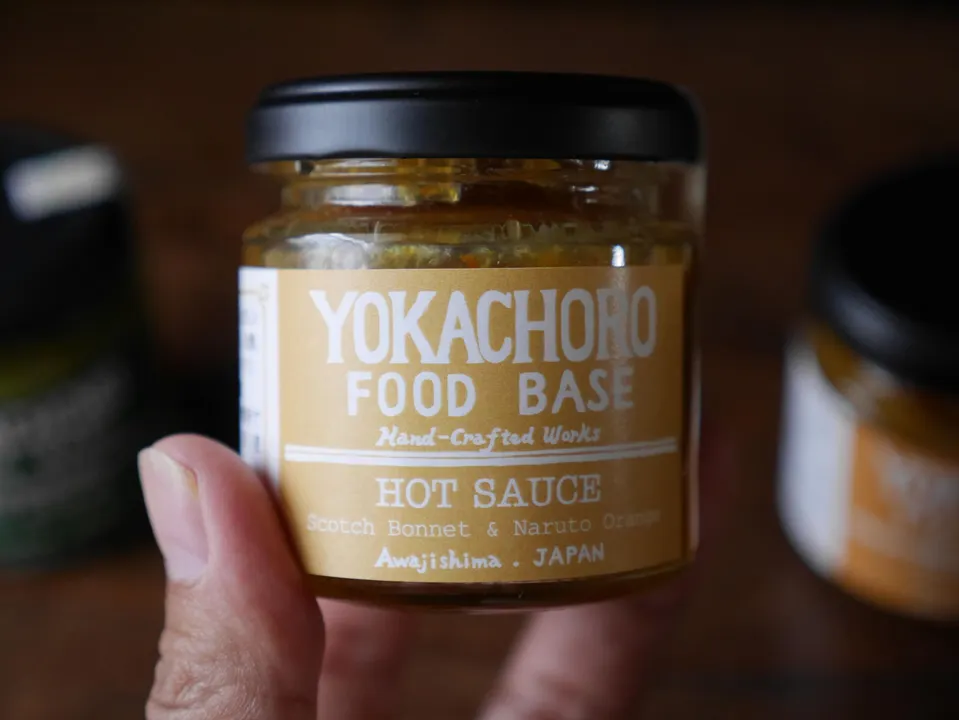 YOKACHORO
FOOD BASE
Hand-Crafted Works
HOT SAUCE
Scotch Bonnet & Naruto Orange
Awajishima . JAPAN